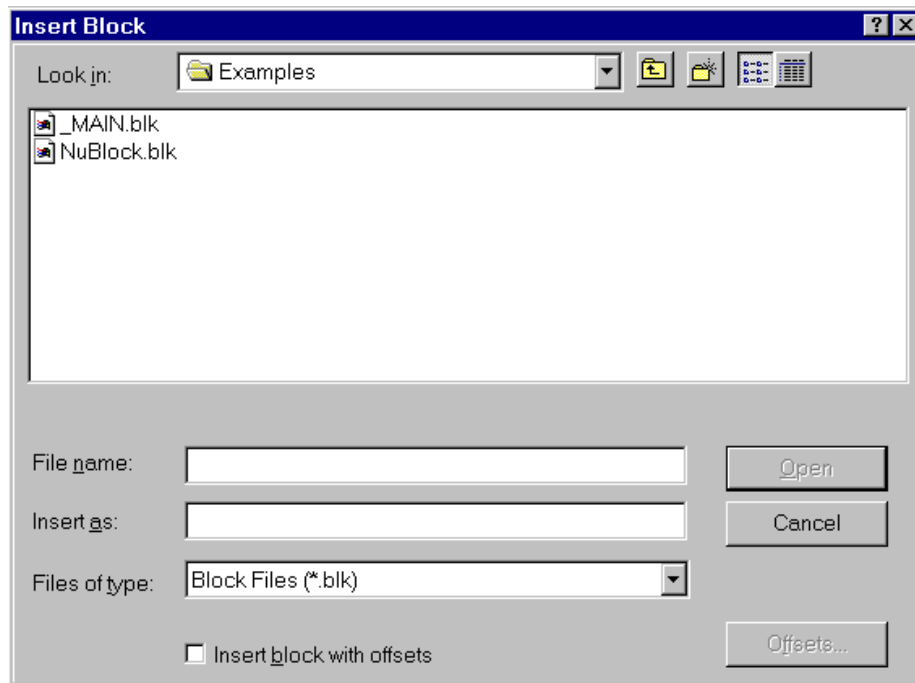 Insert Block
Look in:
Examples
_MAIN.blk
NuBlock.blk
File name:
Open
Insert as:
Cancel
Files of type:
Block Files (*.blk)
Insert block with offsets
Offsets...